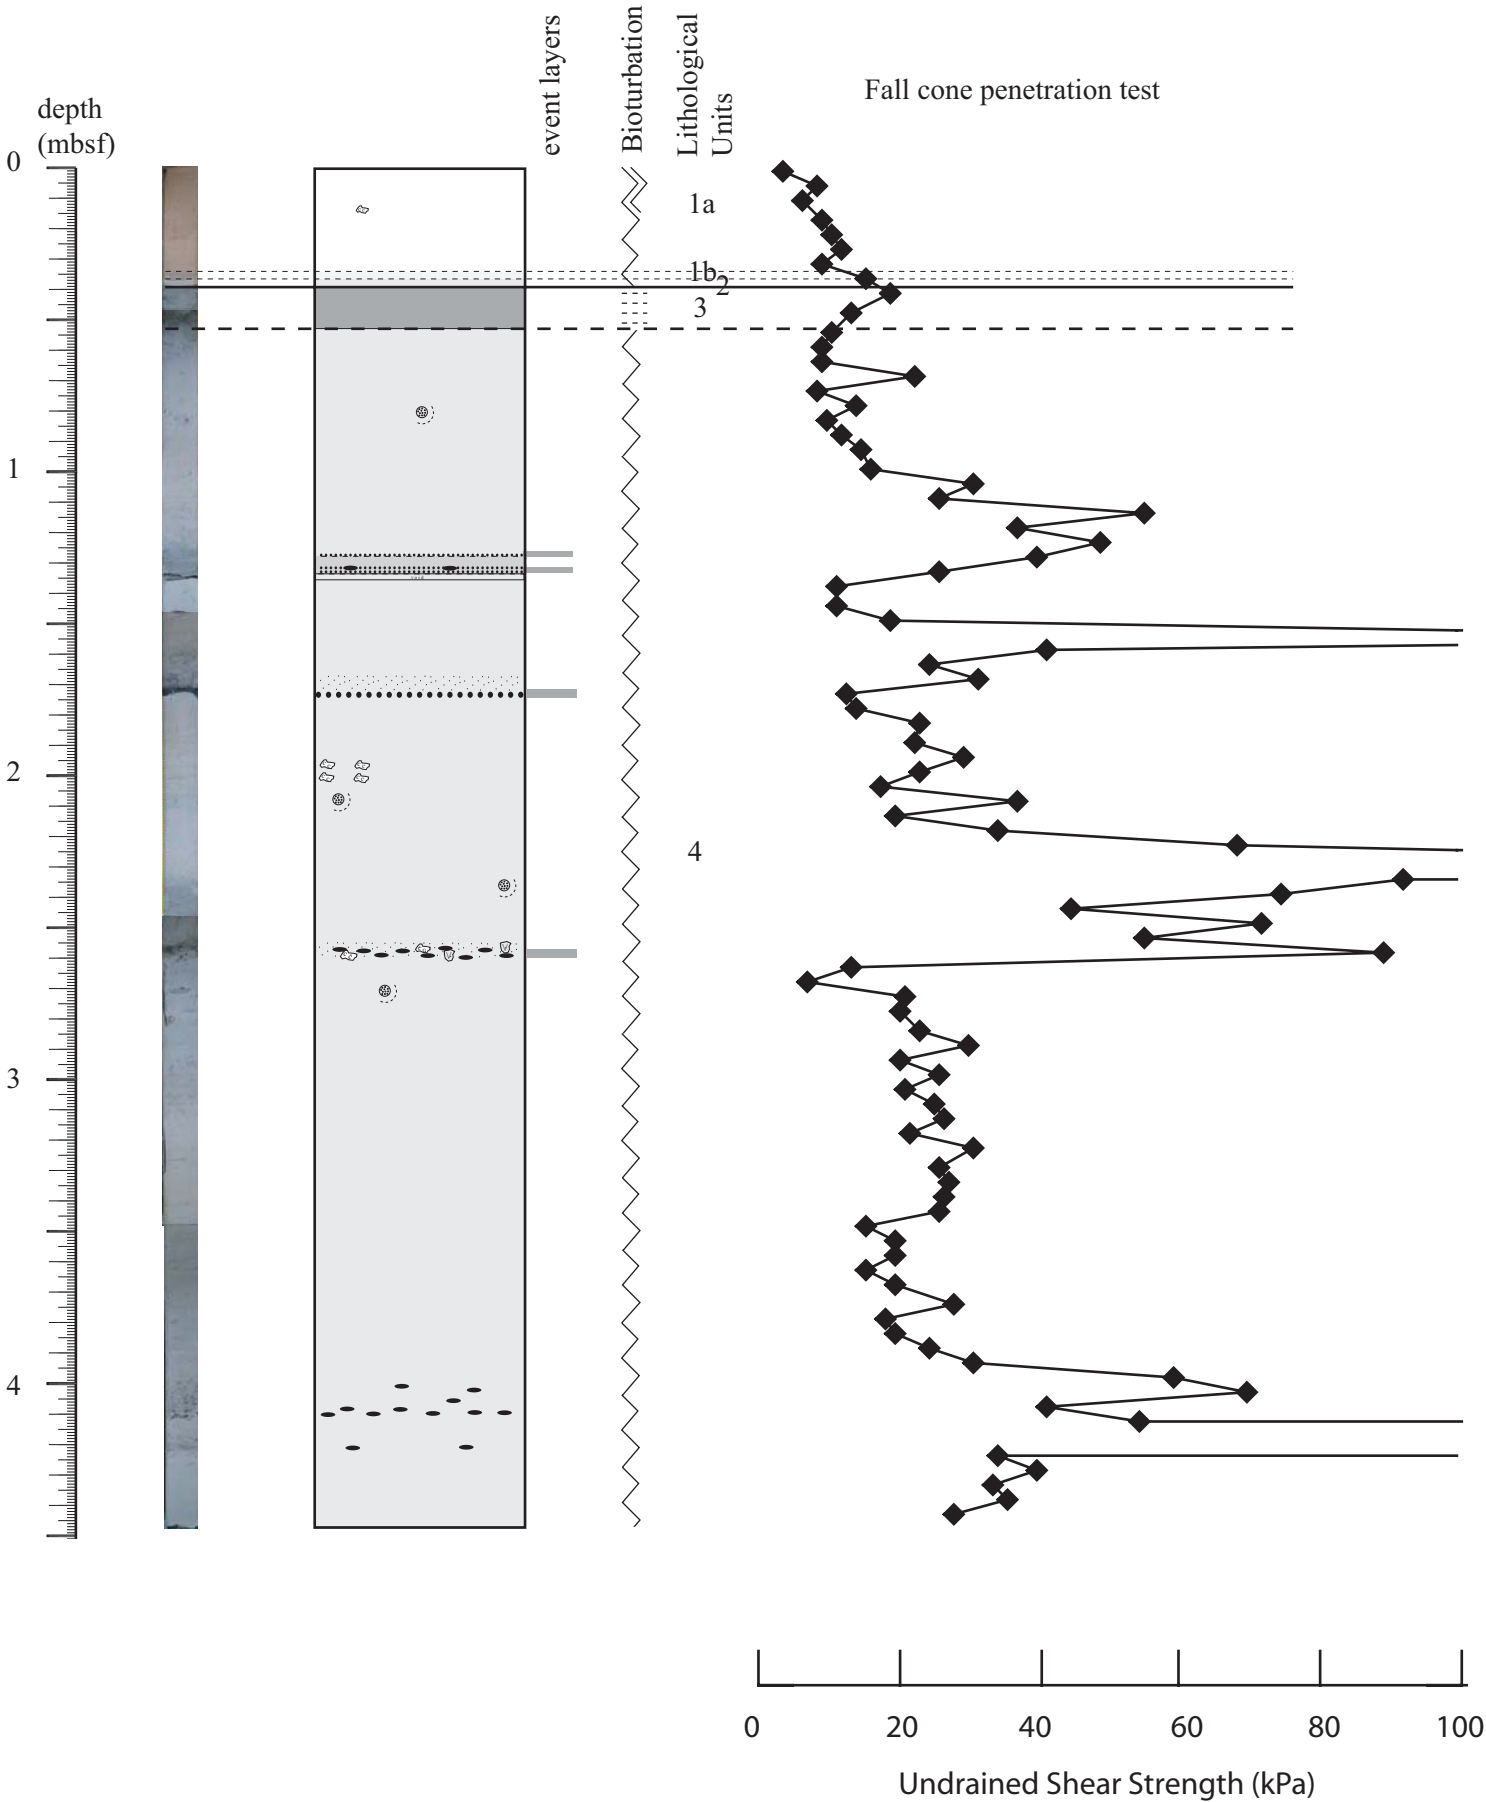 event layers
Bioturbation
Lithological
Units
Fall cone penetration test
depth
(mbsf)
0
1a
1b
2
3
1
2
4
3
4
0 20 40 60 80 100
Undrained Shear Strength (kPa)